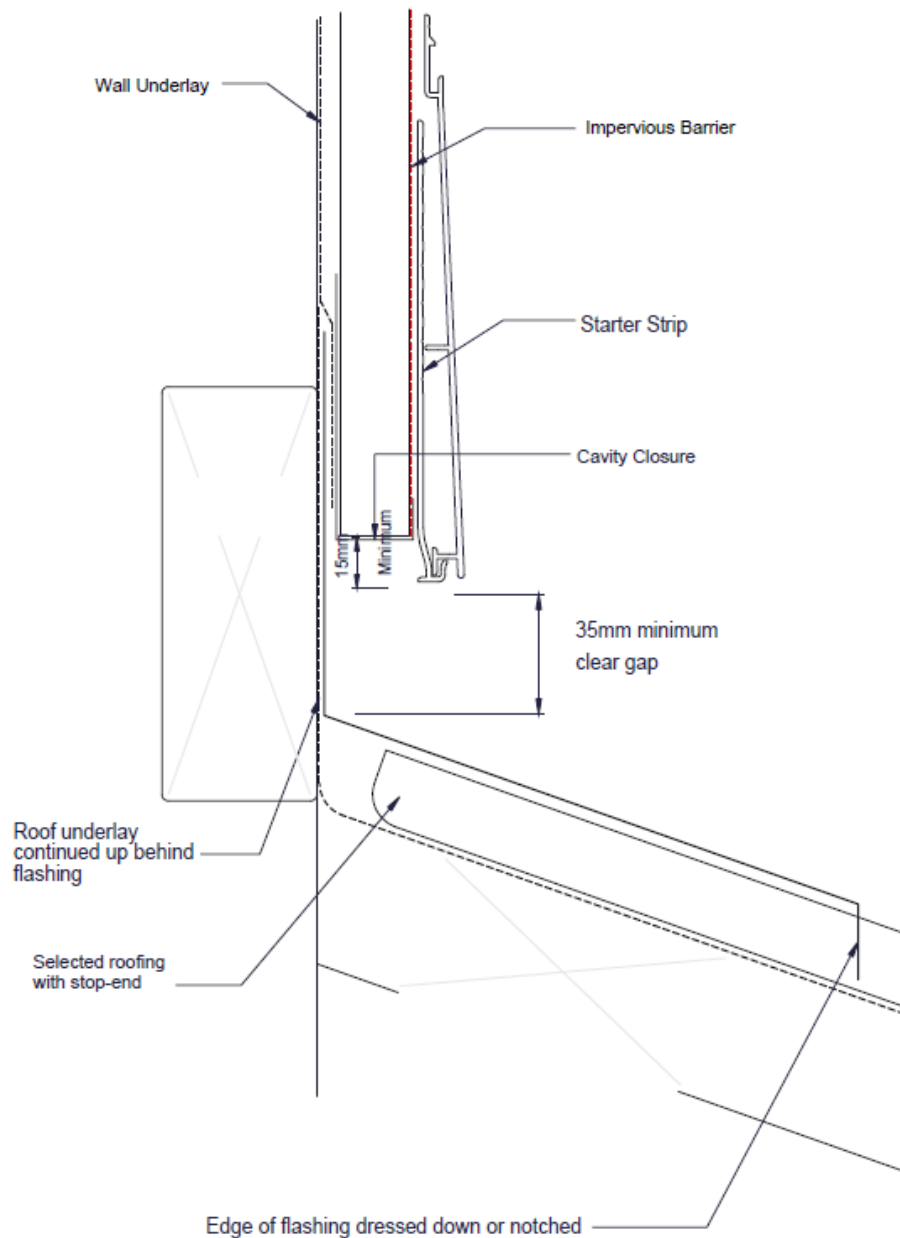 Wall Underlay
Impervious Barrier
Starter Strip
Cavity Closure
15mm
Minimum
35mm minimum
clear gap
Roof underlay
continued up behind
flashing
Selected roofing
with stop-end
Edge of flashing dressed down or notched